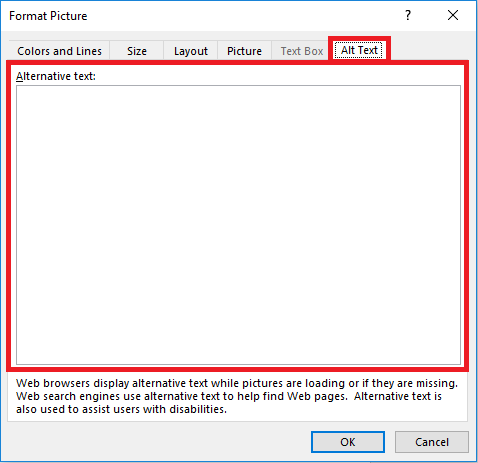 Format Picture ?
Colors and Lines Size Layout Picture Text Box Alt Text
Alternative text:
Web browsers display alternative text while pictures are loading or if they are missing.
Web search engines use alternative text to help find Web pages. Alternative text is
also used to assist users with disabilities.
OK Cancel